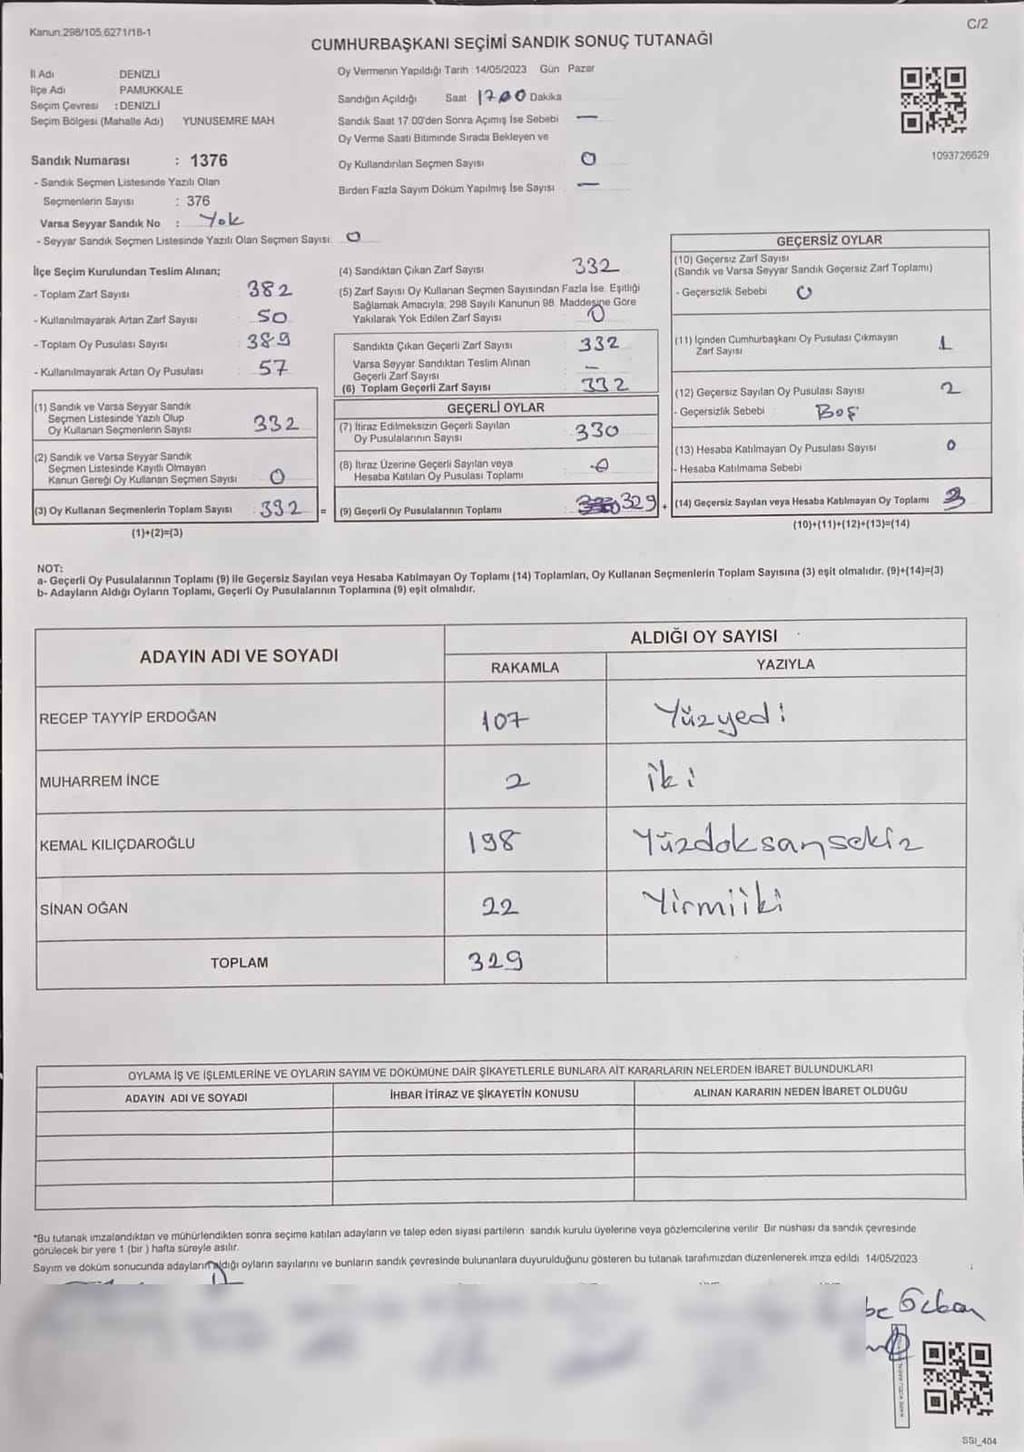 Kanun.298/105.6271/18-1
C/2
CUMHURBAŞKANI SEÇİMİ SANDIK SONUÇ TUTANAĞI
İl Adı DENİZLİ
İlçe Adı PAMUKKALE
Seçim Çevresi : DENİZLİ
Seçim Bölgesi (Mahalle Adı) YUNUSEMRE MAH
Sandık Numarası : 1376
- Sandık Seçmen Listesinde Yazılı Olan
Seçmenlerin Sayısı : 376
Varsa Seyyar Sandık No : Yok
- Seyyar Sandık Seçmen Listesinde Yazılı Olan Seçmen Sayısı. 0
Oy Vermenin Yapıldığı Tarih 14/05/2023 Gün Pazar
Sandığın Açıldığı Saat 17 00 Dakika
Sandık Saat 17 00'den Sonra Açılmış İse Sebebi —
Oy Verme Saati Bitiminde Sırada Bekleyen ve
Oy Kullandırılan Seçmen Sayısı 0
Birden Fazla Sayım Döküm Yapılmış İse Sayısı —
1093726629
İlçe Seçim Kurulundan Teslim Alınan;
- Toplam Zarf Sayısı 382
- Kullanılmayarak Artan Zarf Sayısı 50
- Toplam Oy Pusulası Sayısı 389
- Kullanılmayarak Artan Oy Pusulası 57
(1) Sandık ve Varsa Seyyar Sandık
Seçmen Listesinde Yazılı Olup
Oy Kullanan Seçmenlerin Sayısı 332
(2) Sandık ve Varsa Seyyar Sandık
Seçmen Listesinde Kayıtlı Olmayan
Kanun Gereği Oy Kullanan Seçmen Sayısı 0
(3) Oy Kullanan Seçmenlerin Toplam Sayısı : 332 =
(1)+(2)=(3)
(4) Sandıktan Çıkan Zarf Sayısı 332
(5) Zarf Sayısı Oy Kullanan Seçmen Sayısından Fazla İse, Eşitliği
Sağlamak Amacıyla, 298 Sayılı Kanunun 98. Maddesine Göre
Yakılarak Yok Edilen Zarf Sayısı 0
Sandıkta Çıkan Geçerli Zarf Sayısı 332
Varsa Seyyar Sandıktan Teslim Alınan
Geçerli Zarf Sayısı —
(6) Toplam Geçerli Zarf Sayısı 332
GEÇERLİ OYLAR
(7) İtiraz Edilmeksizin Geçerli Sayılan
Oy Pusulalarının Sayısı 330
(8) İtiraz Üzerine Geçerli Sayılan veya
Hesaba Katılan Oy Pusulası Toplamı 0
(9) Geçerli Oy Pusulalarının Toplamı : 329 +
GEÇERSİZ OYLAR
(10) Geçersiz Zarf Sayısı
(Sandık ve Varsa Seyyar Sandık Geçersiz Zarf Toplamı)
- Geçersizlik Sebebi 0
(11) İçinden Cumhurbaşkanı Oy Pusulası Çıkmayan
Zarf Sayısı 1
(12) Geçersiz Sayılan Oy Pusulası Sayısı 2
- Geçersizlik Sebebi Boş
(13) Hesaba Katılmayan Oy Pusulası Sayısı 0
- Hesaba Katılmama Sebebi
(14) Geçersiz Sayılan veya Hesaba Katılmayan Oy Toplamı 3
(10)+(11)+(12)+(13)=(14)
NOT:
a- Geçerli Oy Pusulalarının Toplamı (9) ile Geçersiz Sayılan veya Hesaba Katılmayan Oy Toplamı (14) Toplamları, Oy Kullanan Seçmenlerin Toplam Sayısına (3) eşit olmalıdır. (9)+(14)=(3)
b- Adayların Aldığı Oyların Toplamı, Geçerli Oy Pusulalarının Toplamına (9) eşit olmalıdır.
ADAYIN ADI VE SOYADI
ALDIĞI OY SAYISI
RAKAMLA YAZIYLA
RECEP TAYYİP ERDOĞAN 107 Yüzyedi
MUHARREM İNCE 2 iki
KEMAL KILIÇDAROĞLU 198 Yüzdoksansekiz
SİNAN OĞAN 22 Yirmiiki
TOPLAM 329
OYLAMA İŞ VE İŞLEMLERİNE VE OYLARIN SAYIM VE DÖKÜMÜNE DAİR ŞİKAYETLERLE BUNLARA AİT KARARLARIN NELERDEN İBARET BULUNDUKLARI
ADAYIN ADI VE SOYADI İHBAR İTİRAZ VE ŞİKAYETİN KONUSU ALINAN KARARIN NEDEN İBARET OLDUĞU
*Bu tutanak imzalandıktan ve mühürlendikten sonra seçime katılan adayların ve talep eden siyasi partilerin sandık kurulu üyelerine veya gözlemcilerine verilir Bir nüshası da sandık çevresinde
görülecek bir yere 1 (bir ) hafta süreyle asılır.
Sayım ve döküm sonucunda adayların aldığı oyların sayılarını ve bunların sandık çevresinde bulunanlara duyurulduğunu gösteren bu tutanak tarafımızdan düzenlenerek imza edildi 14/05/2023
SSI_404